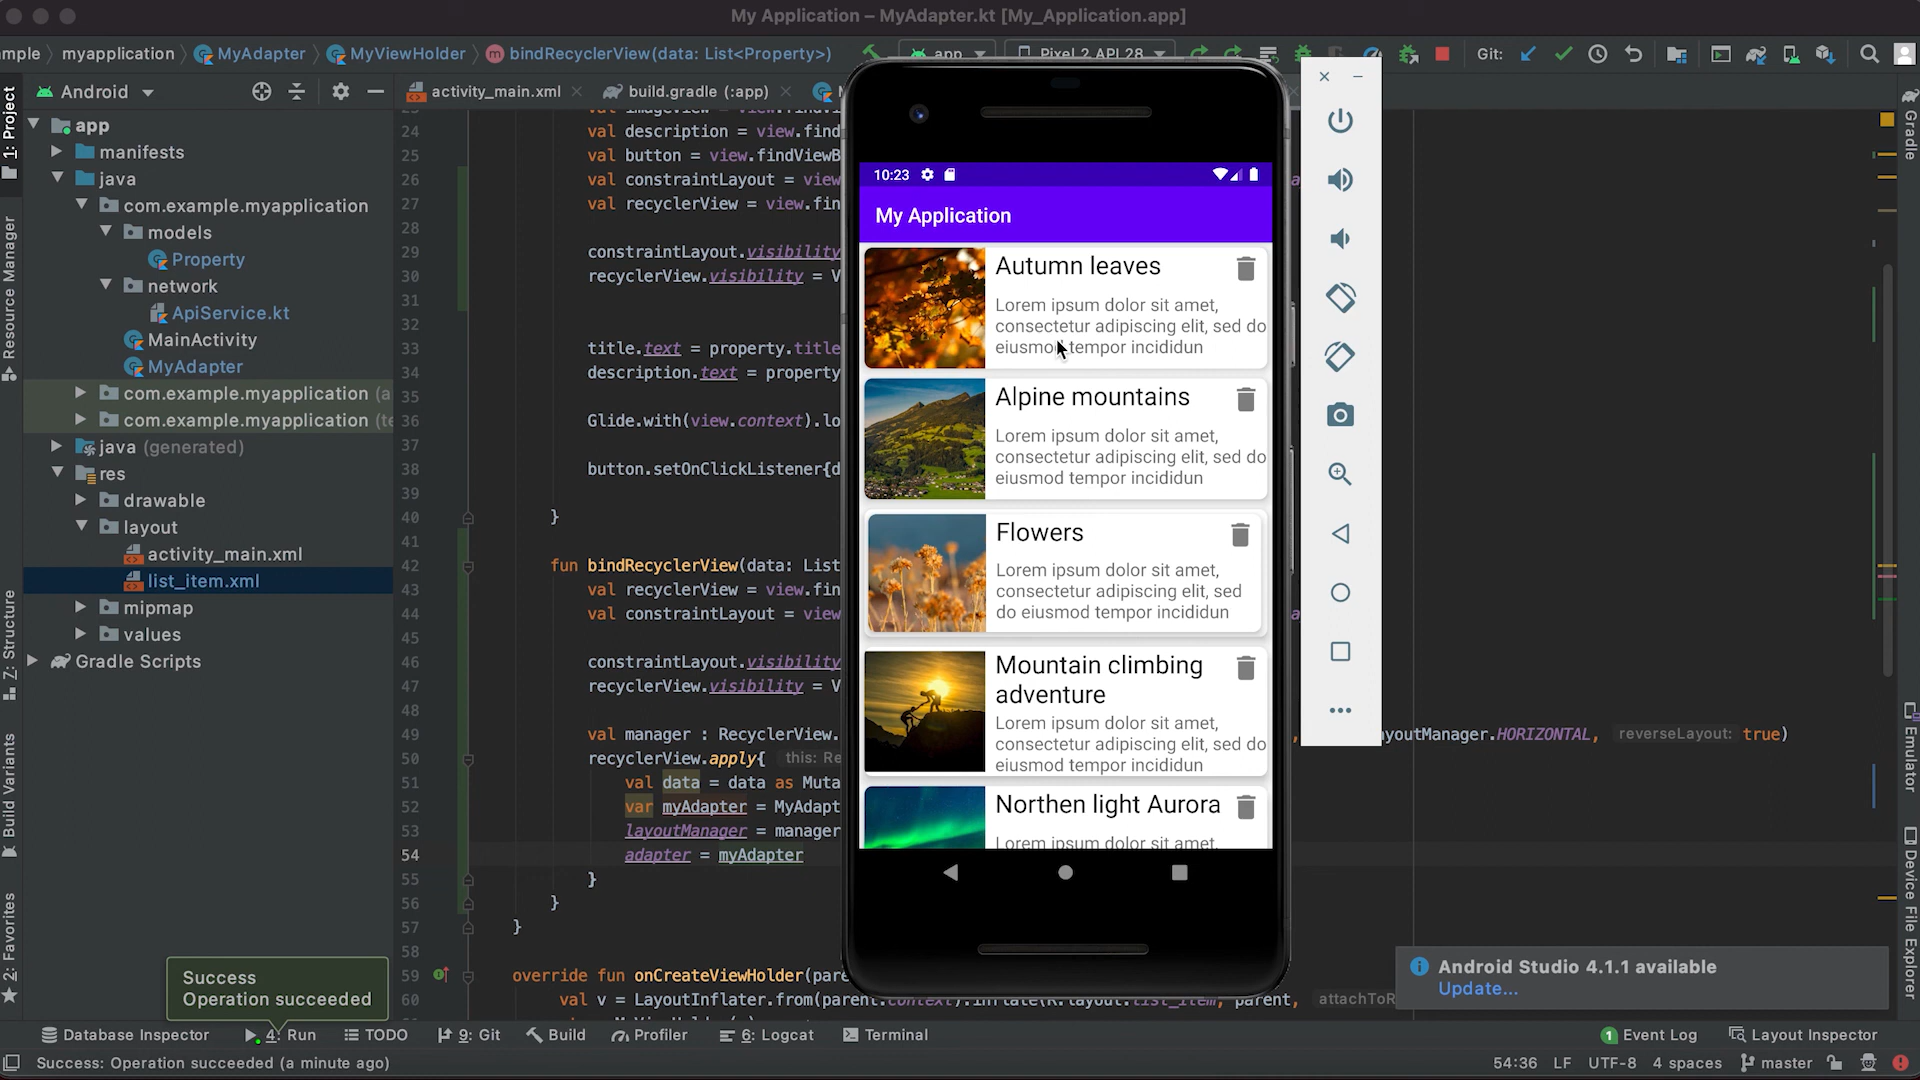 My Application – MyAdapter.kt [My_Application.app]
mple myapplication MyAdapter MyViewHolder bindRecyclerView(data: List<Property>) app Pixel 2 API 28 Git:
Android activity_main.xml build.gradle (:app)
1: Project
Resource Manager
Z: Structure
Build Variants
2: Favorites
app
manifests
java
com.example.myapplication
models
Property
network
ApiService.kt
MainActivity
MyAdapter
com.example.myapplication (a
com.example.myapplication (te
java (generated)
res
drawable
layout
activity_main.xml
list_item.xml
mipmap
values
Gradle Scripts
24 val description = view.find
25 val button = view.findViewB
26 val constraintLayout = view
27 val recyclerView = view.fin
28
29 constraintLayout.visibility
30 recyclerView.visibility = V
31
32
33 title.text = property.title
34 description.text = property
35
36 Glide.with(view.context).lo
37
38 button.setOnClickListener{d
39
40 }
41
42 fun bindRecyclerView(data: List
43 val recyclerView = view.fin
44 val constraintLayout = view
45
46 constraintLayout.visibility
47 recyclerView.visibility = V
48
49 val manager : RecyclerView. , youtManager.HORIZONTAL, reverseLayout: true)
50 recyclerView.apply{ this: Re
51 val data = data as Muta
52 var myAdapter = MyAdapt
53 layoutManager = manager
54 adapter = myAdapter
55 }
56 }
57 }
58
59 override fun onCreateViewHolder(pare
60 val v = LayoutInflater.from(parent.context).inflate(R.layout.list_item, parent, attachToR
10:23
My Application
Autumn leaves
Lorem ipsum dolor sit amet,
consectetur adipiscing elit, sed do
eiusmod tempor incididun
Alpine mountains
Lorem ipsum dolor sit amet,
consectetur adipiscing elit, sed do
eiusmod tempor incididun
Flowers
Lorem ipsum dolor sit amet,
consectetur adipiscing elit, sed
do eiusmod tempor incididun
Mountain climbing
adventure
Lorem ipsum dolor sit amet,
consectetur adipiscing elit, sed do
eiusmod tempor incididun
Northen light Aurora
Lorem ipsum dolor sit amet,
Gradle
Emulator
Device File Explorer
Success
Operation succeeded
Android Studio 4.1.1 available
Update...
Database Inspector 4: Run TODO 9: Git Build Profiler 6: Logcat Terminal 1 Event Log Layout Inspector
Success: Operation succeeded (a minute ago) 54:36 LF UTF-8 4 spaces master